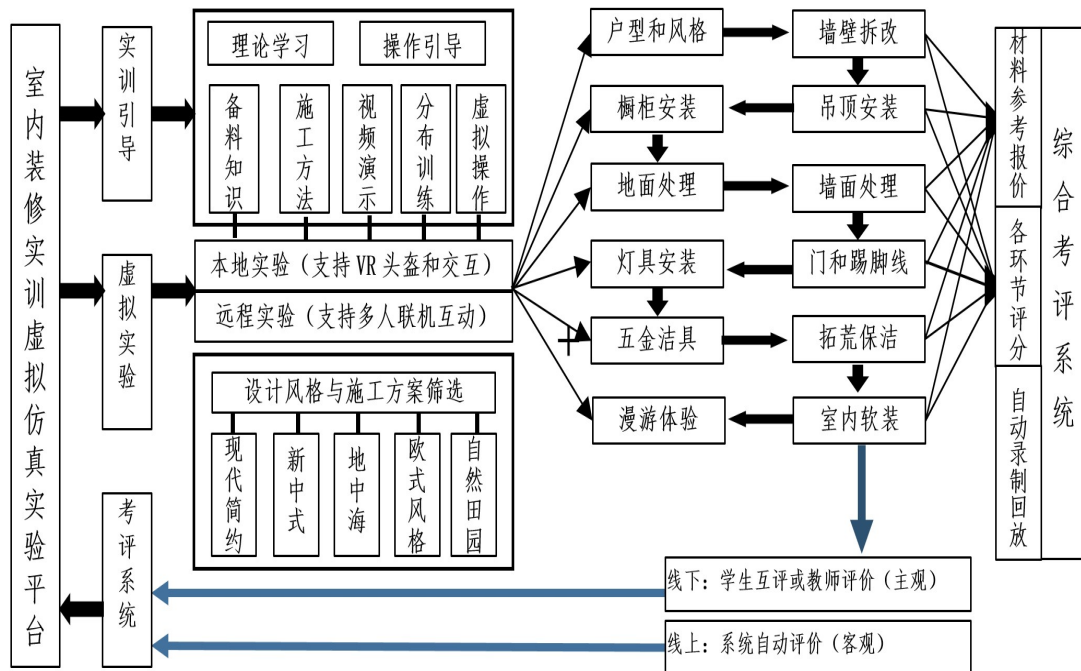 室内装修实训虚拟仿真实验平台
实训引导
虚拟实验
考评系统
理论学习
操作引导
备料知识
施工方法
视频演示
分布训练
虚拟操作
本地实验（支持VR头盔和交互）
远程实验（支持多人联机互动）
设计风格与施工方案筛选
现代简约
新中式
地中海
欧式风格
自然田园
户型和风格
墙壁拆改
橱柜安装
吊顶安装
地面处理
墙面处理
灯具安装
门和踢脚线
五金洁具
拓荒保洁
漫游体验
室内软装
材料参考报价
各环节评分
自动录制回放
综合考评系统
线下：学生互评或教师评价（主观）
线上：系统自动评价（客观）